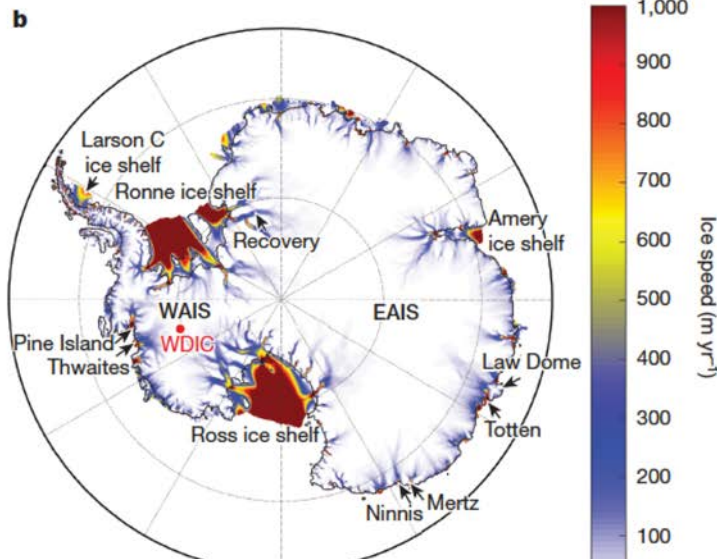 b
Larson C
ice shelf
Ronne ice shelf
Recovery
Amery
ice shelf
WAIS
EAIS
WDIC
Pine Island
Thwaites
Law Dome
Totten
Ross ice shelf
Mertz
Ninnis
1,000
900
800
700
600
500
400
300
200
100
Ice speed (m yr⁻¹)